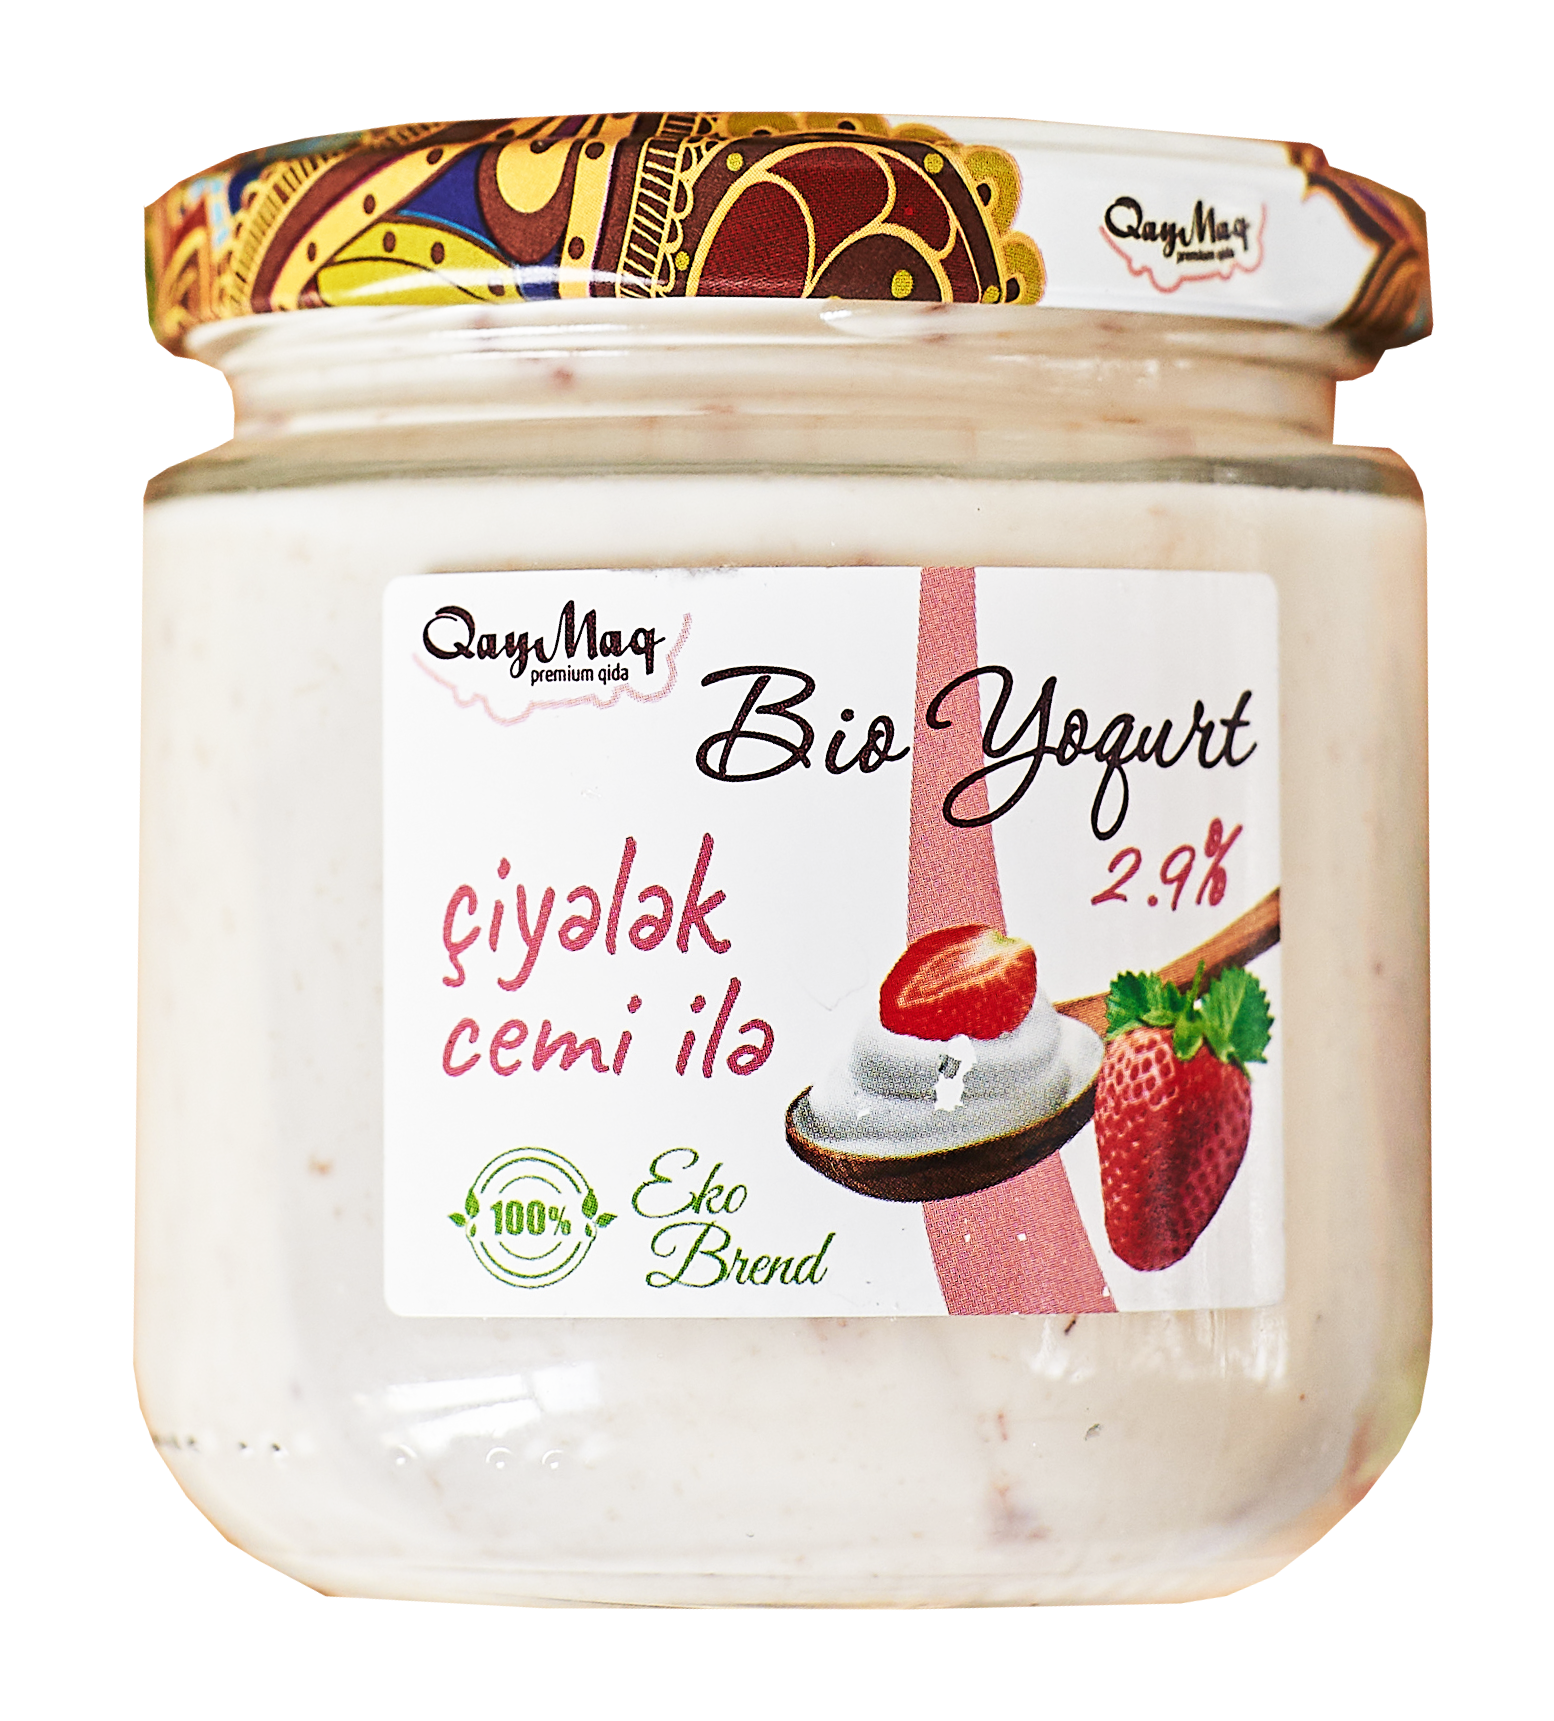 QayMaq
premium qida
QayMaq
premium qida
Bio Yoqurt
2.9%
çiyələk
cemi ilə
100%
Eko
Brend